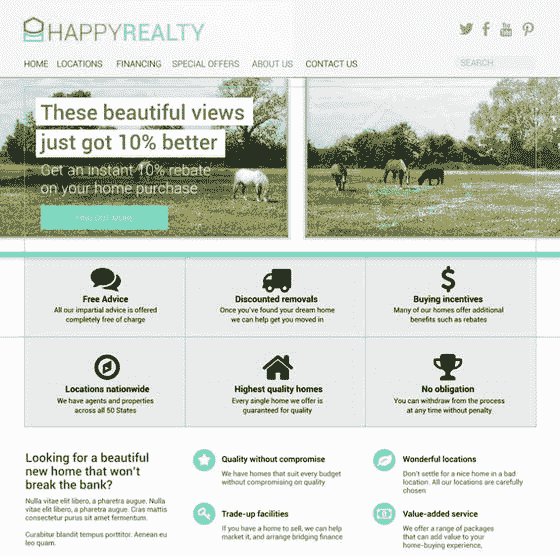 HAPPYREALTY
You Tube
HOME LOCATIONS FINANCING SPECIAL OFFERS ABOUT US CONTACT US SEARCH
These beautiful views
just got 10% better
Get an instant 10% rebate
on your home purchase
FIND OUT MORE
Free Advice
All our impartial advice is offered
completely free of charge
Discounted removals
Once you've found your dream home
we can help get you moved in
Buying incentives
Many of our homes offer additional
benefits such as rebates
Locations nationwide
We have agents and properties
across all 50 States
Highest quality homes
Every single home we offer is
guaranteed for quality
No obligation
You can withdraw from the process
at any time without penalty
Looking for a beautiful
new home that won't
break the bank?
Nulla vitae elit libero, a pharetra augue. Nulla
vitae elit libero, a pharetra augue. Cras mattis
consectetur purus sit amet fermentum.
Curabitur blandit tempus porttitor. Aenean eu
leo quam.
Quality without compromise
We have homes that suit every budget
without compromising on quality
Trade-up facilities
If you have a home to sell, we can help
market it, and arrange bridging finance
Wonderful locations
Don't settle for a nice home in a bad
location. All our locations are carefully
chosen
Value-added service
We offer a range of packages
that can add value to your
home-buying experience,